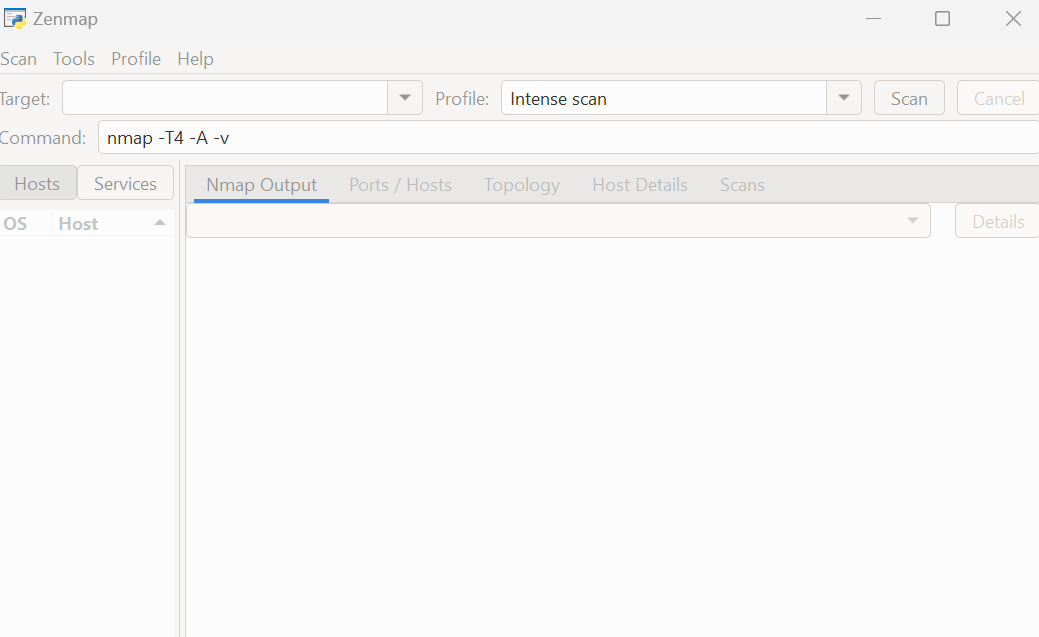 Zenmap
Scan Tools Profile Help
Target: Profile: Intense scan Scan Cancel
Command: nmap -T4 -A -v
Hosts Services Nmap Output Ports / Hosts Topology Host Details Scans
OS Host Details